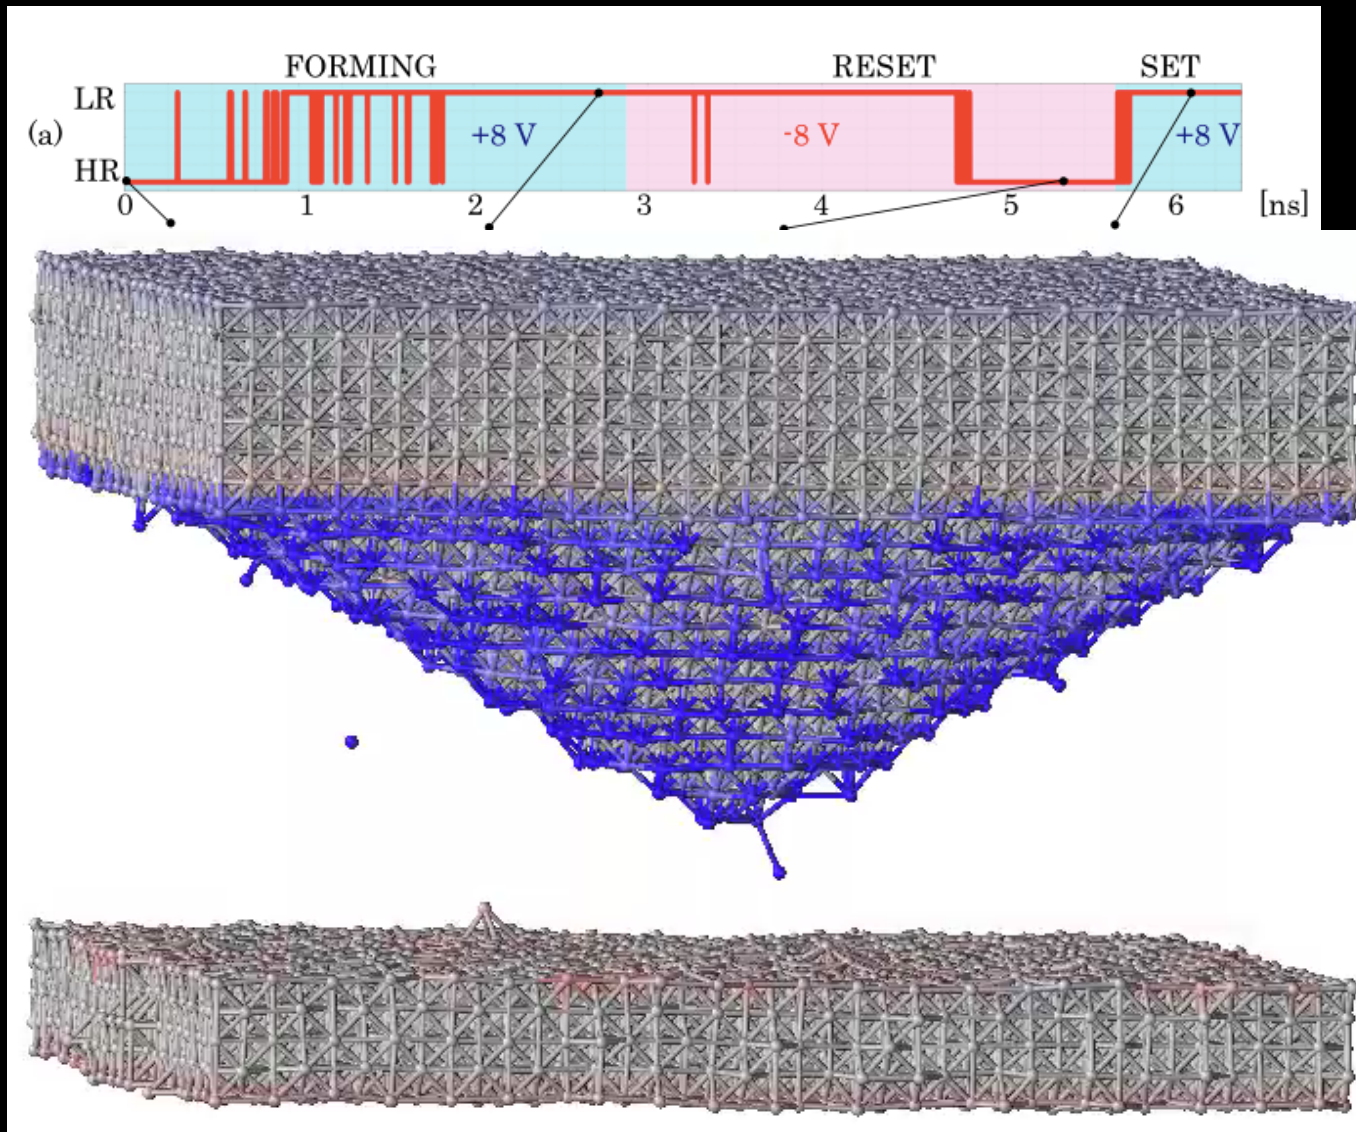 FORMING RESET SET
LR
(a) +8 V -8 V +8 V
HR
0 1 2 3 4 5 6 [ns]